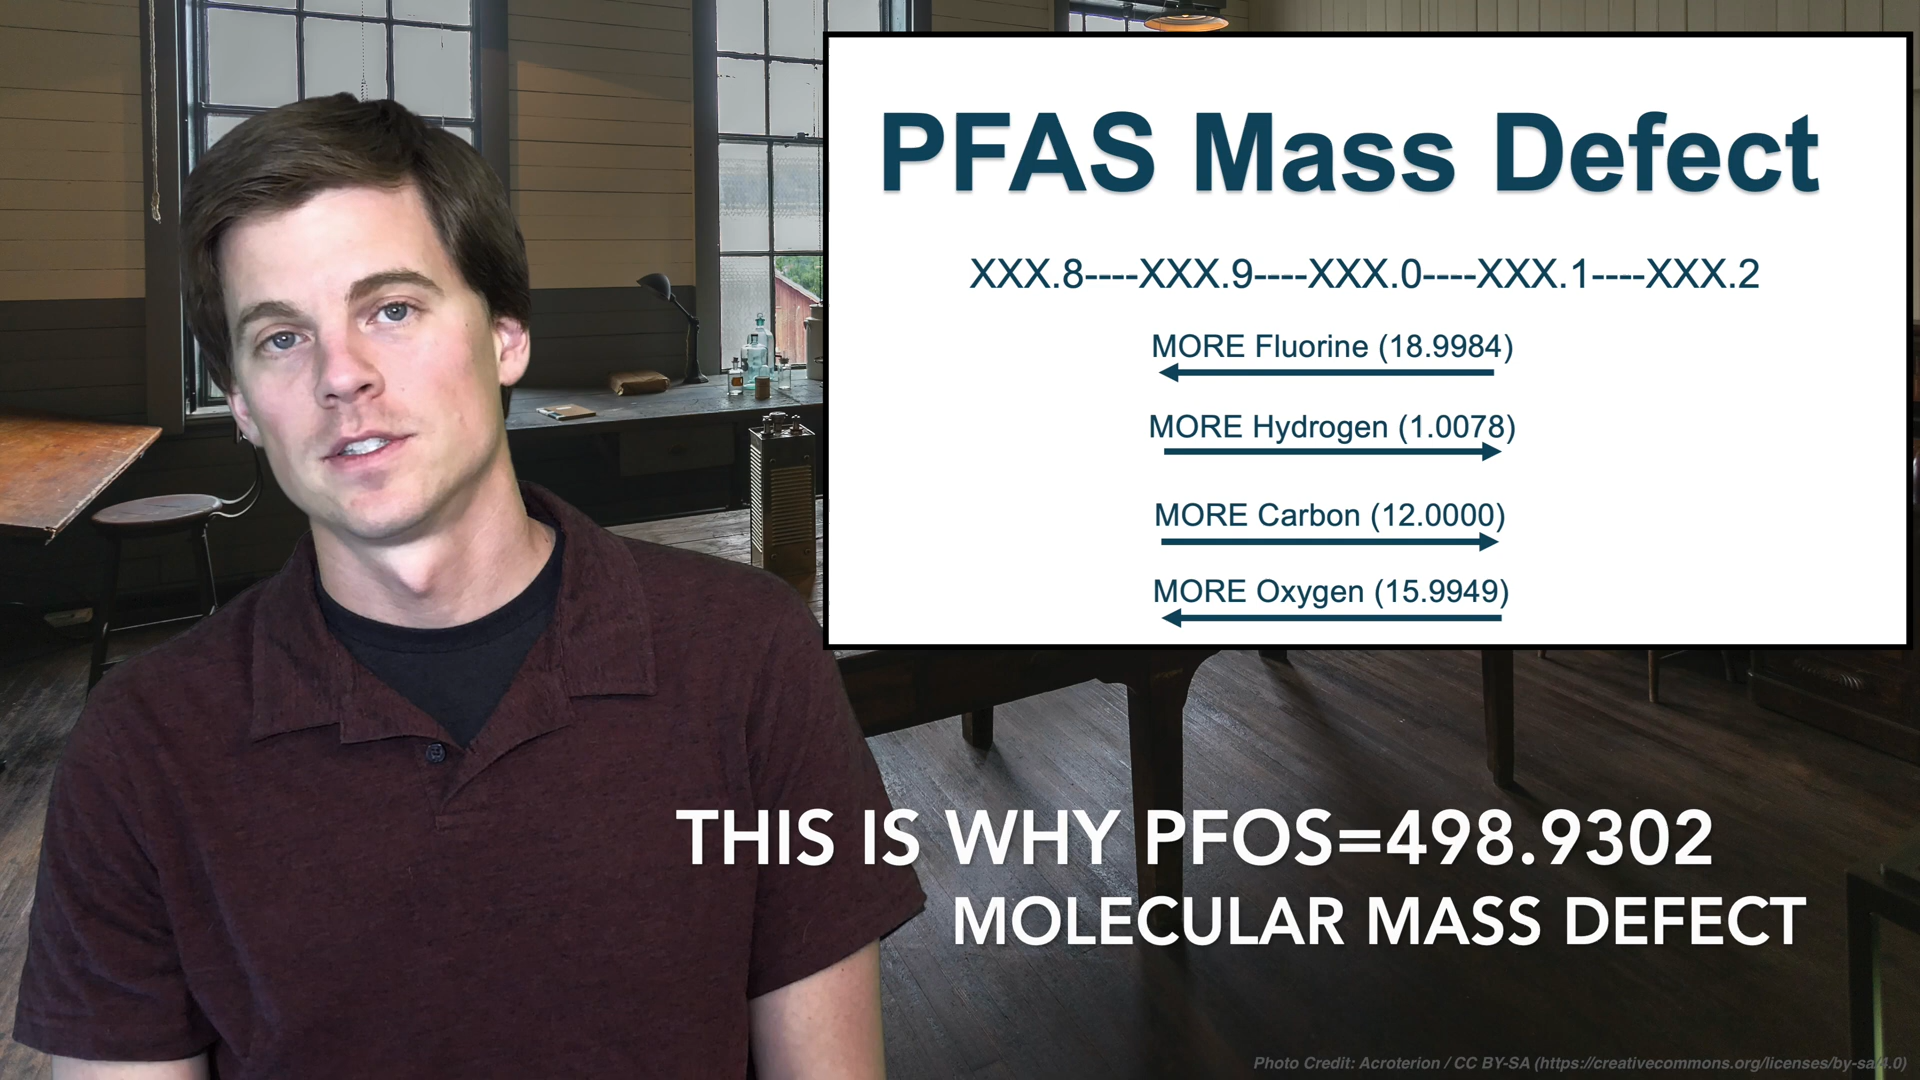 PFAS Mass Defect
XXX.8----XXX.9----XXX.0----XXX.1----XXX.2
MORE Fluorine (18.9984)
MORE Hydrogen (1.0078)
MORE Carbon (12.0000)
MORE Oxygen (15.9949)
THIS IS WHY PFOS=498.9302
MOLECULAR MASS DEFECT
Photo Credit: Acroterion / CC BY-SA (https://creativecommons.org/licenses/by-sa/4.0)